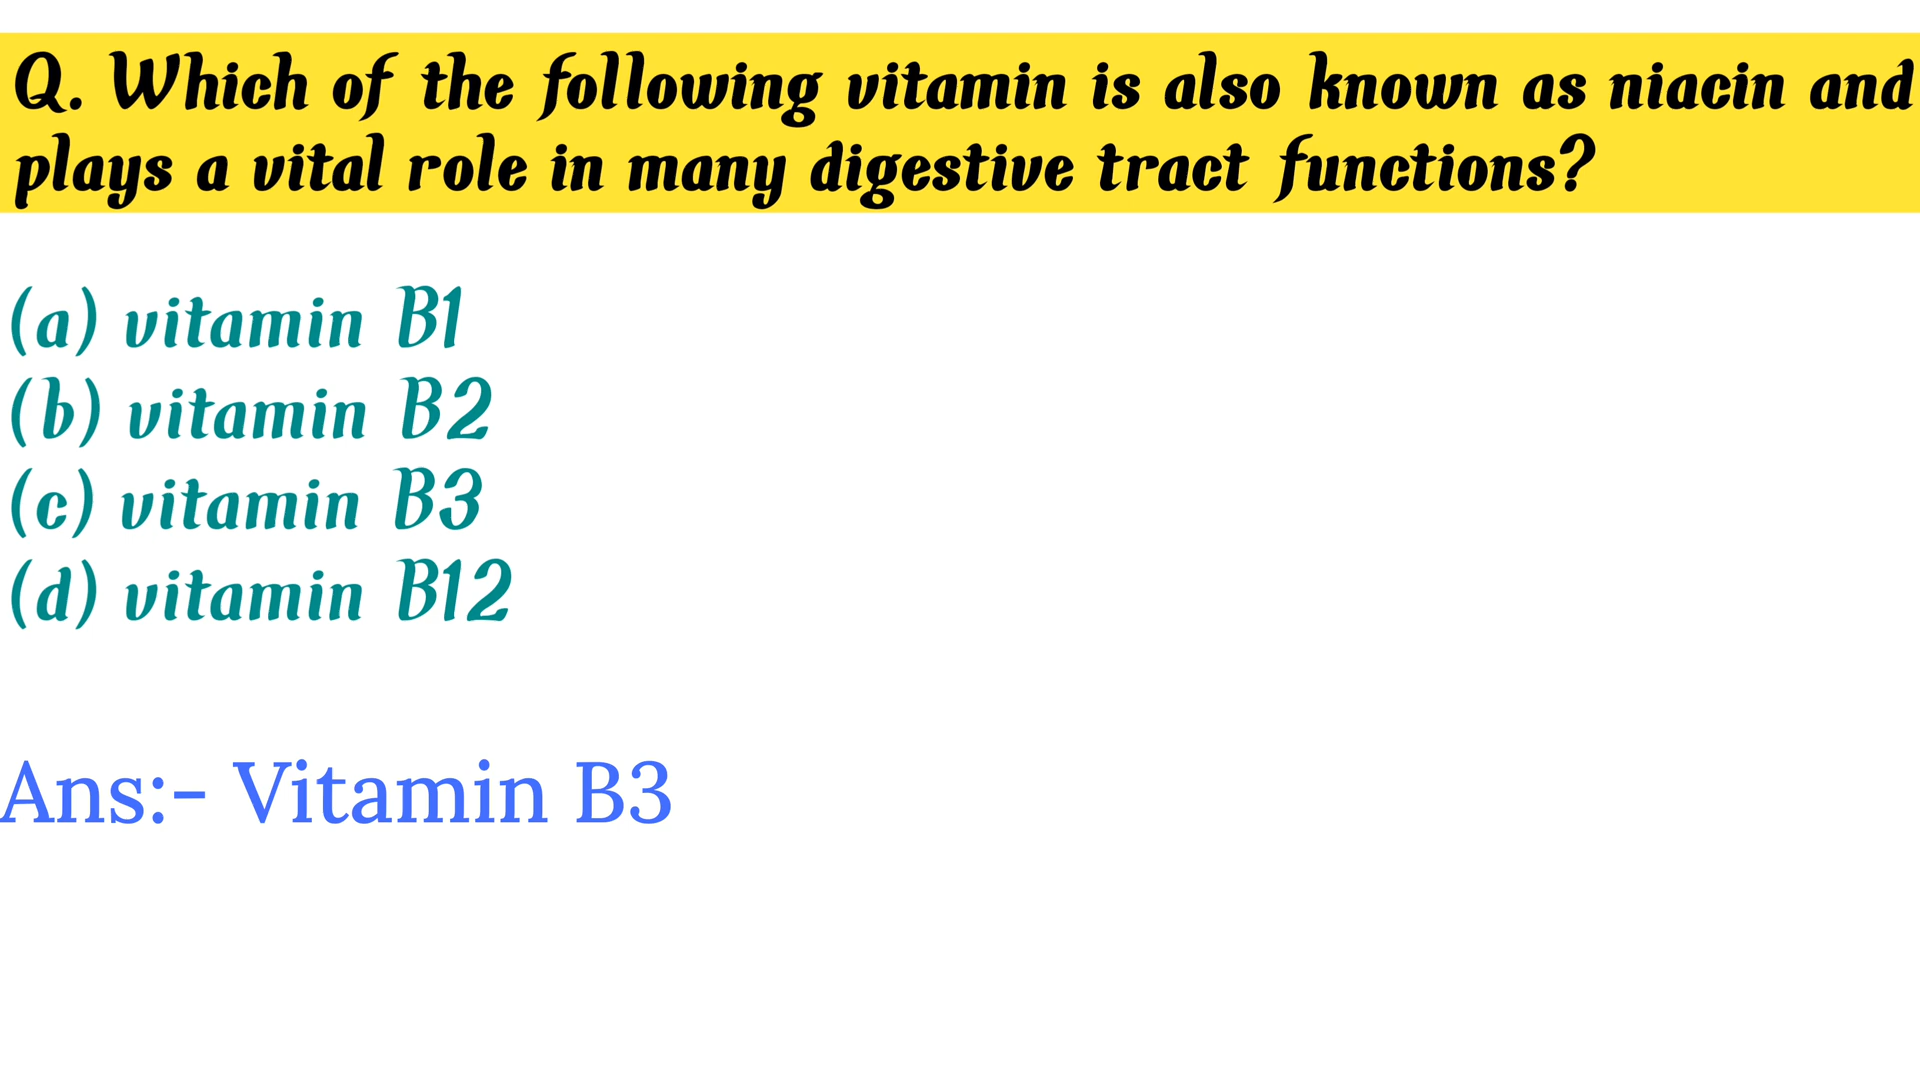 Q. Which of the following vitamin is also known as niacin and
plays a vital role in many digestive tract functions?
(a) vitamin B1
(b) vitamin B2
(c) vitamin B3
(d) vitamin B12
Ans:- Vitamin B3